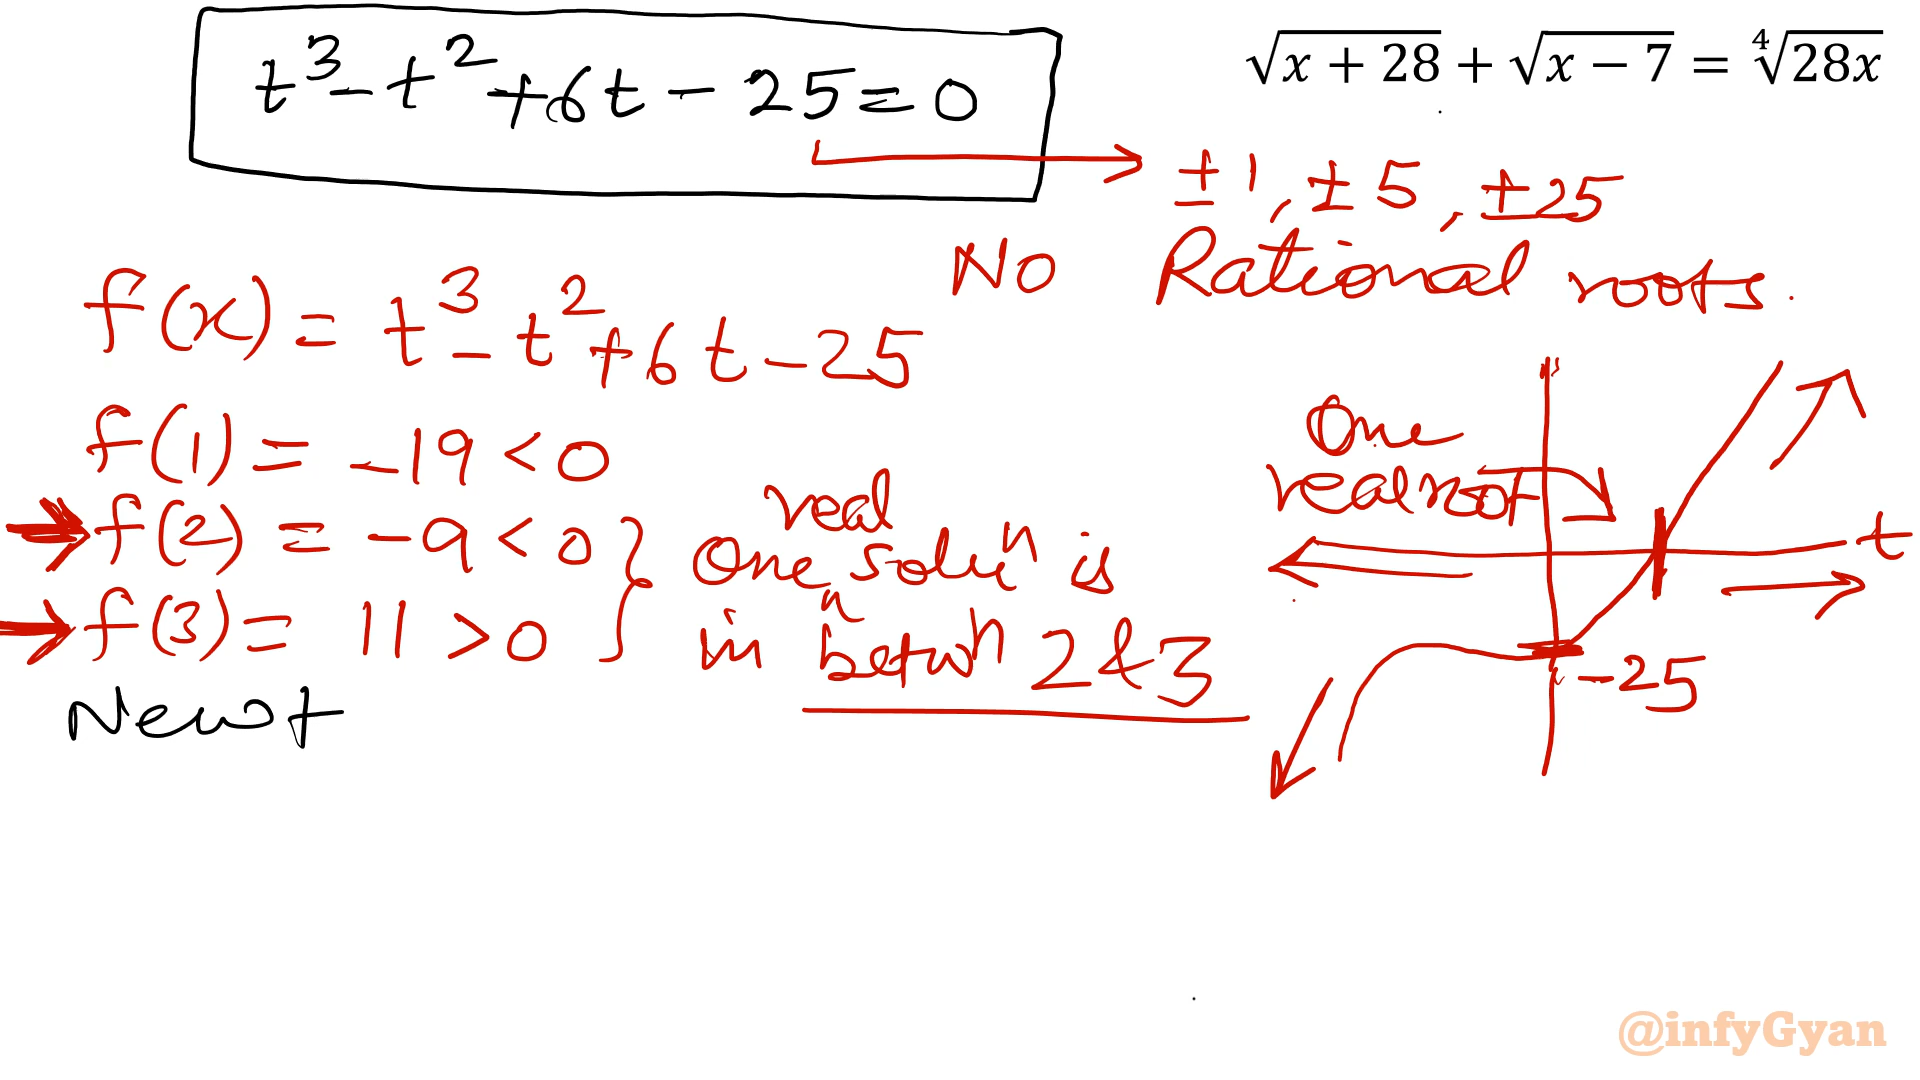 t³ - t² + 6t - 25 = 0
√(x + 28) + √(x − 7) = ⁴√(28x)
±1, ±5, ±25
No Rational roots.
f(x) = t³ - t² + 6t - 25
f(1) = -19 < 0
f(2) = -9 < 0
f(3) = 11 > 0
real
One soluⁿ is
in betwⁿ 2 & 3
One
real root
t
-25
Newt
@infyGyan